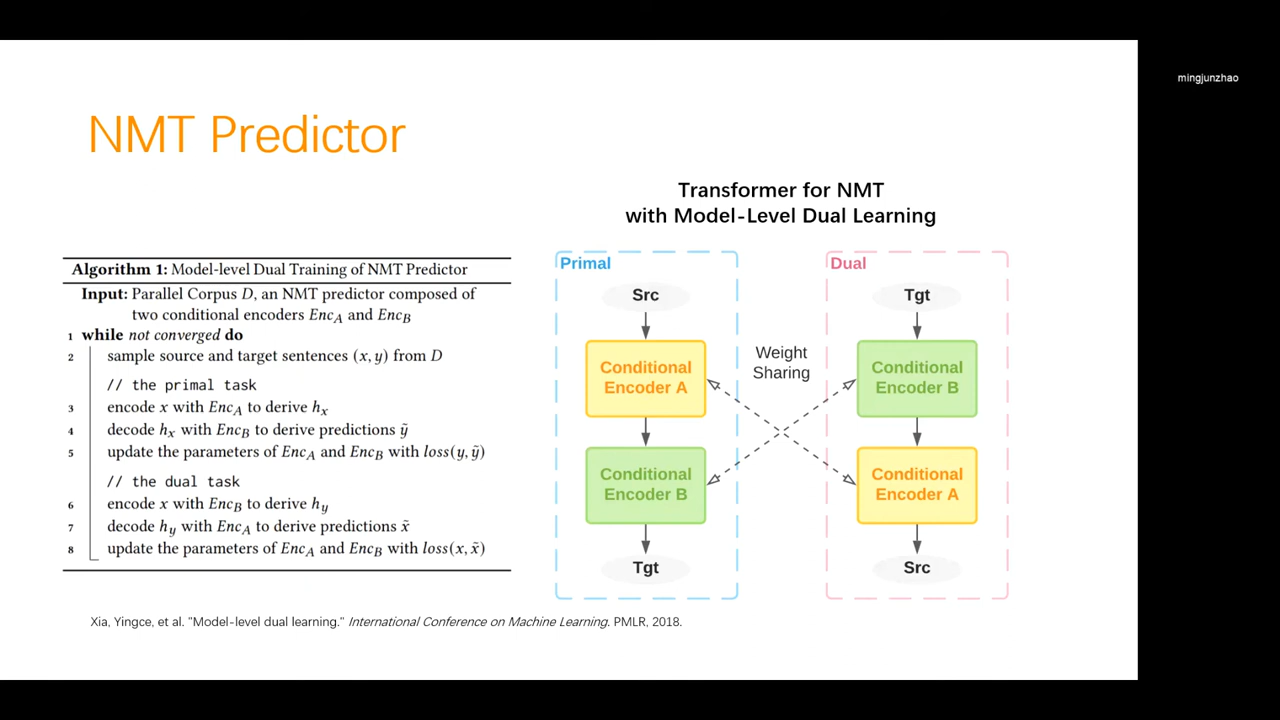 mingjunzhao
NMT Predictor
Algorithm 1: Model-level Dual Training of NMT Predictor
Input: Parallel Corpus D, an NMT predictor composed of
two conditional encoders Enc_A and Enc_B
1 while not converged do
2 sample source and target sentences (x, y) from D
// the primal task
3 encode x with Enc_A to derive h_x
4 decode h_x with Enc_B to derive predictions ỹ
5 update the parameters of Enc_A and Enc_B with loss(y, ỹ)
// the dual task
6 encode x with Enc_B to derive h_y
7 decode h_y with Enc_A to derive predictions x̃
8 update the parameters of Enc_A and Enc_B with loss(x, x̃)
Transformer for NMT
with Model-Level Dual Learning
Primal
Src
Conditional
Encoder A
Conditional
Encoder B
Tgt
Weight
Sharing
Dual
Tgt
Conditional
Encoder B
Conditional
Encoder A
Src
Xia, Yingce, et al. "Model-level dual learning." International Conference on Machine Learning. PMLR, 2018.